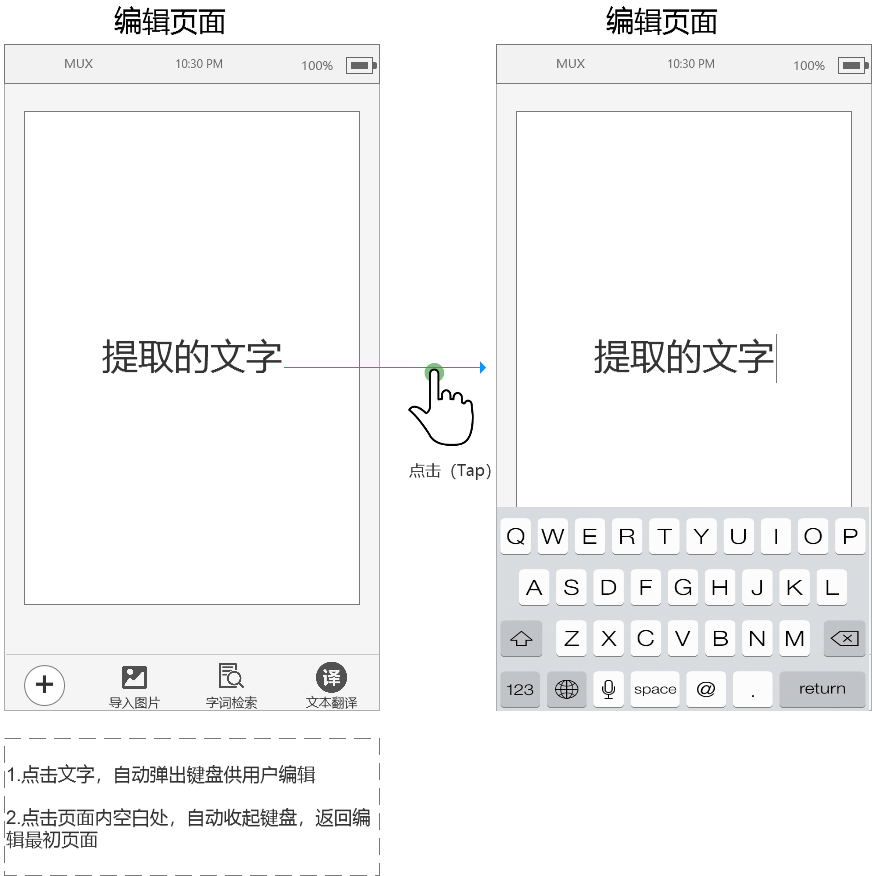 编辑页面
编辑页面
MUX 10:30 PM 100%
MUX 10:30 PM 100%
提取的文字
提取的文字
点击（Tap）
Q W E R T Y U I O P
A S D F G H J K L
Z X C V B N M
123 space @ . return
译
导入图片 字词检索 文本翻译
1.点击文字，自动弹出键盘供用户编辑
2.点击页面内空白处，自动收起键盘，返回编
辑最初页面